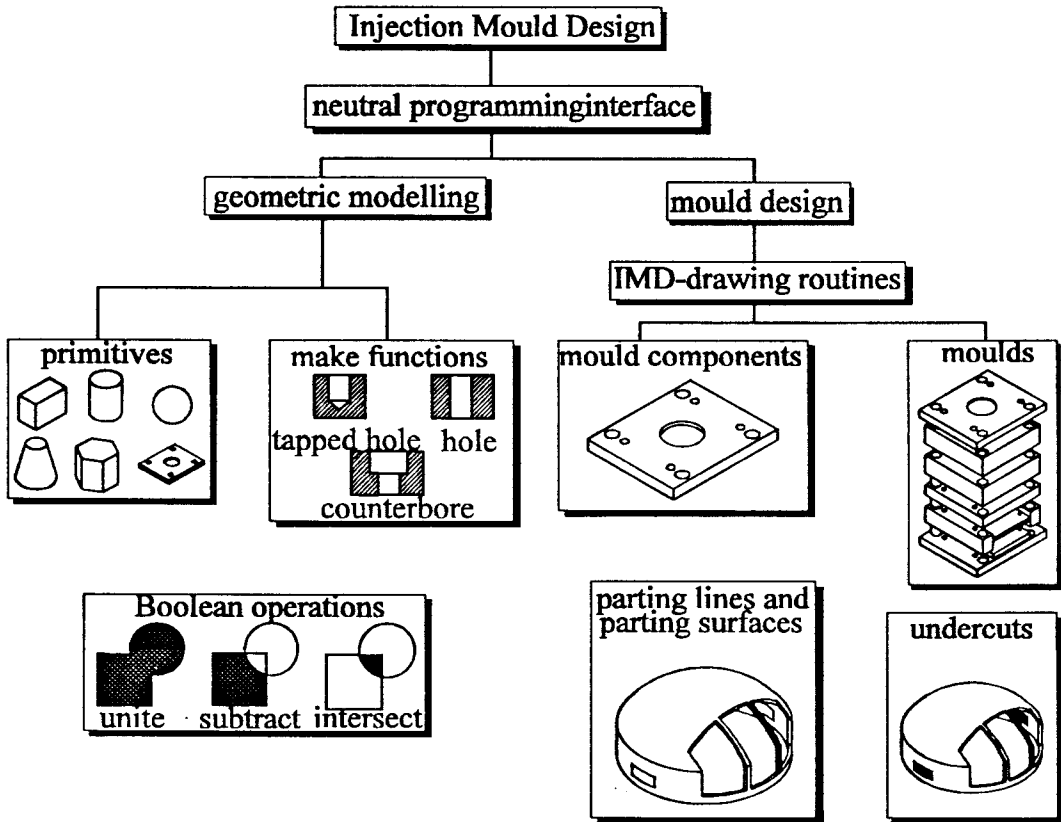 Injection Mould Design
neutral programminginterface
geometric modelling
mould design
IMD-drawing routines
primitives
make functions
tapped hole
hole
counterbore
mould components
moulds
Boolean operations
unite
subtract
intersect
parting lines and
parting surfaces
undercuts